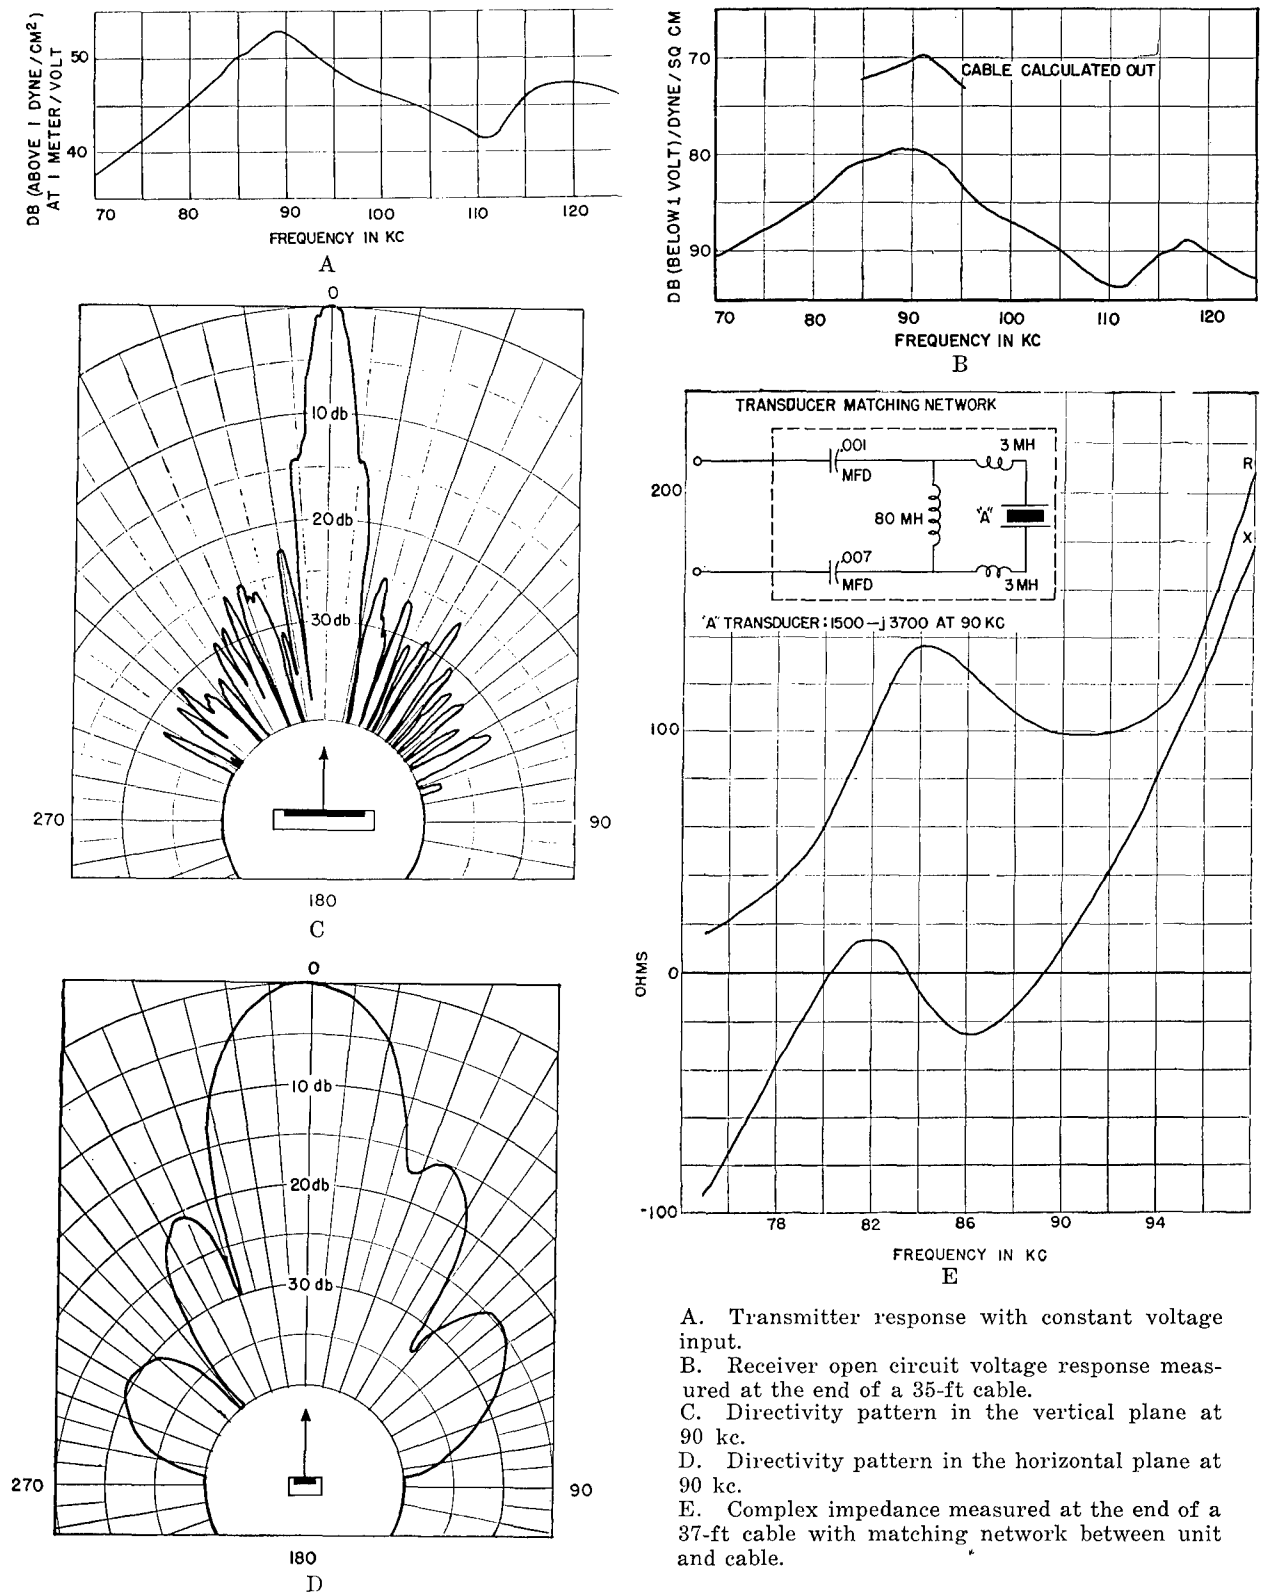 DB (ABOVE 1 DYNE/CM²)
AT 1 METER/VOLT
50
40
70 80 90 100 110 120
FREQUENCY IN KC
A
DB (BELOW 1 VOLT)/DYNE/SQ CM
70
80
90
CABLE CALCULATED OUT
70 80 90 100 110 120
FREQUENCY IN KC
B
0
10 db
20 db
30 db
270
90
180
C
0
10 db
20 db
30 db
270
90
180
D
TRANSDUCER MATCHING NETWORK
.001
MFD
3 MH
80 MH
"A"
.007
MFD
3 MH
'A' TRANSDUCER: 1500 – j 3700 AT 90 KC
R
X
200
100
0
-100
OHMS
78 82 86 90 94
FREQUENCY IN KC
E
A. Transmitter response with constant voltage
input.
B. Receiver open circuit voltage response meas-
ured at the end of a 35-ft cable.
C. Directivity pattern in the vertical plane at
90 kc.
D. Directivity pattern in the horizontal plane at
90 kc.
E. Complex impedance measured at the end of a
37-ft cable with matching network between unit
and cable.